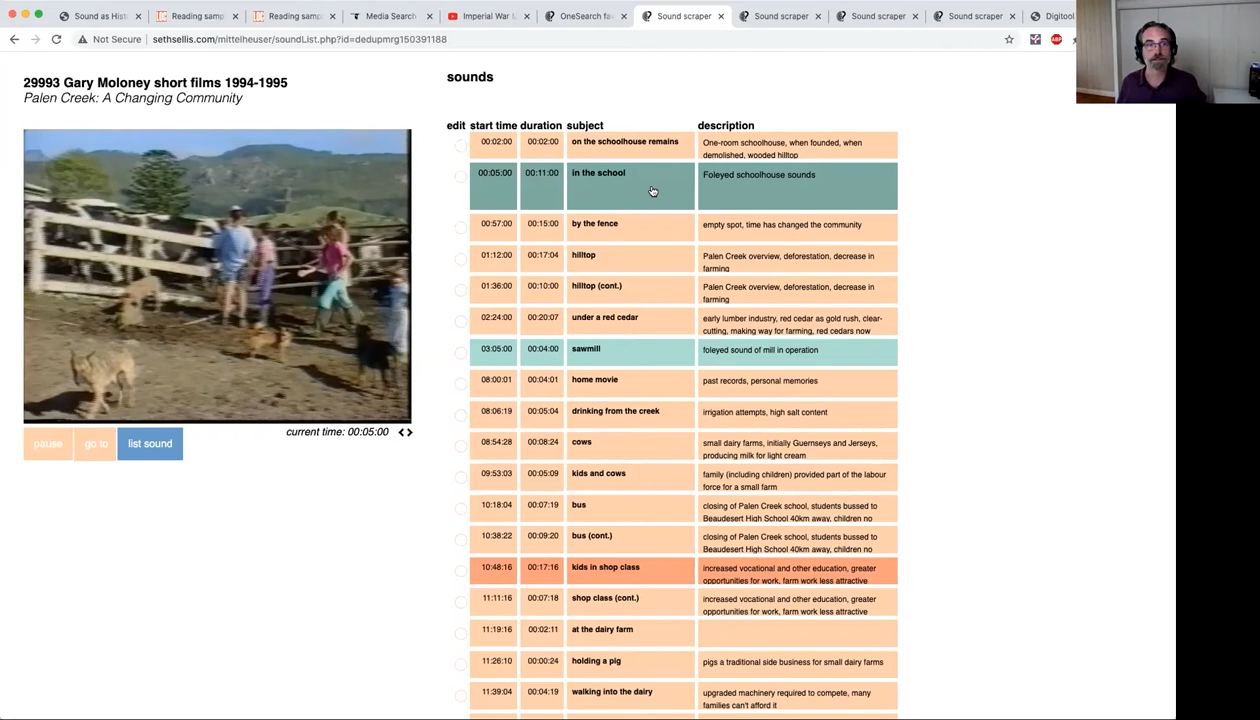 Sound as Hist
Reading samp
Reading samp
Media Search
Imperial War I
OneSearch fa
Sound scraper
Sound scraper
Sound scraper
Sound scraper
Digitool
Not Secure | sethsellis.com/mittelheuser/soundList.php?id=dedupmrg150391188
ABP
29993 Gary Moloney short films 1994-1995
Palen Creek: A Changing Community
pause
go to
list sound
current time: 00:05:00
sounds
edit start time duration subject description
00:02:00 00:02:00 on the schoolhouse remains One-room schoolhouse, when founded, when
demolished, wooded hilltop
00:05:00 00:11:00 in the school Foleyed schoolhouse sounds
00:57:00 00:15:00 by the fence empty spot, time has changed the community
01:12:00 00:17:04 hilltop Palen Creek overview, deforestation, decrease in
farming
01:36:00 00:10:00 hilltop (cont.) Palen Creek overview, deforestation, decrease in
farming
02:24:00 00:20:07 under a red cedar early lumber industry, red cedar as gold rush, clear-
cutting, making way for farming, red cedars now
03:05:00 00:04:00 sawmill foleyed sound of mill in operation
08:00:01 00:04:01 home movie past records, personal memories
08:06:19 00:05:04 drinking from the creek irrigation attempts, high salt content
08:54:28 00:08:24 cows small dairy farms, initially Guernseys and Jerseys,
producing milk for light cream
09:53:03 00:05:09 kids and cows family (including children) provided part of the labour
force for a small farm
10:18:04 00:07:19 bus closing of Palen Creek school, students bussed to
Beaudesert High School 40km away, children no
10:38:22 00:09:20 bus (cont.) closing of Palen Creek school, students bussed to
Beaudesert High School 40km away, children no
10:48:16 00:17:16 kids in shop class increased vocational and other education, greater
opportunities for work, farm work less attractive
11:11:16 00:07:18 shop class (cont.) increased vocational and other education, greater
opportunities for work, farm work less attractive
11:19:16 00:02:11 at the dairy farm
11:26:10 00:00:24 holding a pig pigs a traditional side business for small dairy farms
11:39:04 00:04:19 walking into the dairy upgraded machinery required to compete, many
families can't afford it